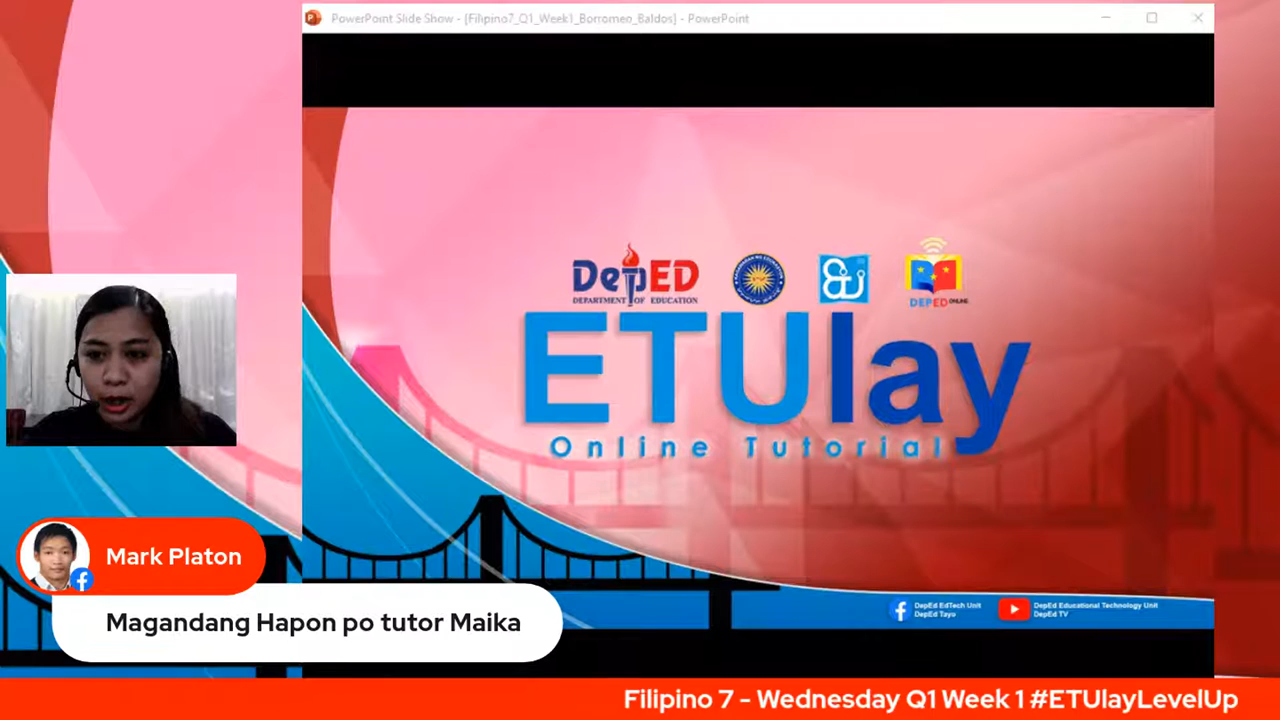 PowerPoint Slide Show - [Filipino7_Q1_Week1_Borromeo_Baldos] - PowerPoint
DepED
DEPARTMENT OF EDUCATION
DEPED ONLINE
ETUlay
Online Tutorial
Mark Platon
Magandang Hapon po tutor Maika
DepEd EdTech Unit
DepEd Tayo
DepEd Educational Technology Unit
DepEd TV
Filipino 7 - Wednesday Q1 Week 1 #ETUlayLevelUp